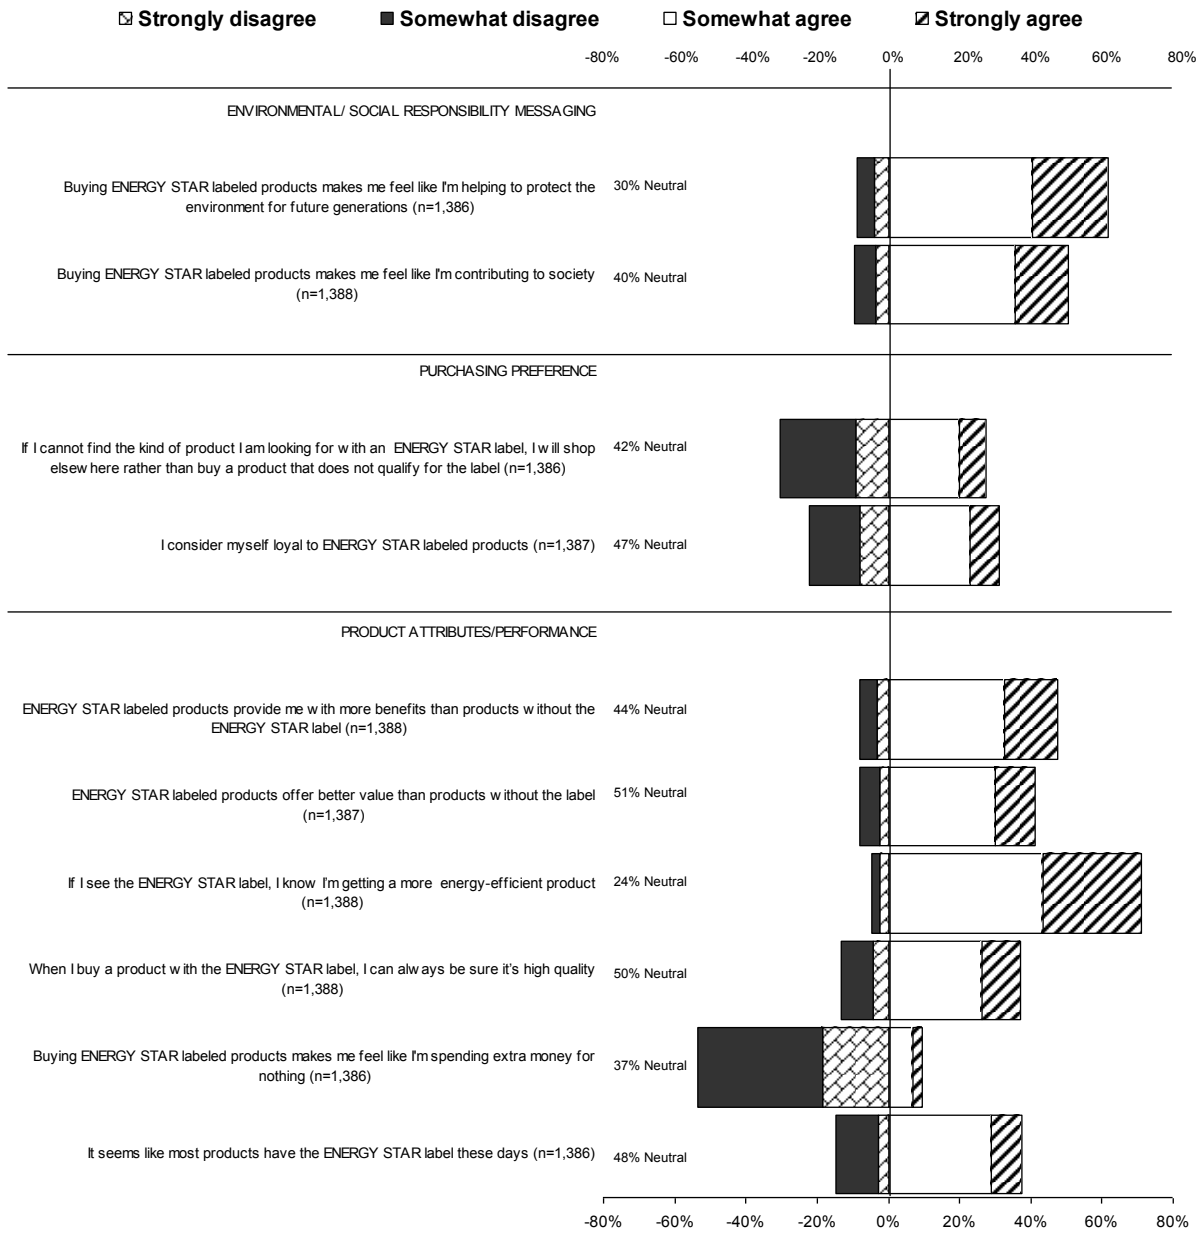 Strongly disagree Somewhat disagree Somewhat agree Strongly agree
-80% -60% -40% -20% 0% 20% 40% 60% 80%
ENVIRONMENTAL/ SOCIAL RESPONSIBILITY MESSAGING
Buying ENERGY STAR labeled products makes me feel like I'm helping to protect the
environment for future generations (n=1,386)
30% Neutral
Buying ENERGY STAR labeled products makes me feel like I'm contributing to society
(n=1,388)
40% Neutral
PURCHASING PREFERENCE
If I cannot find the kind of product I am looking for with an ENERGY STAR label, I will shop
elsewhere rather than buy a product that does not qualify for the label (n=1,386)
42% Neutral
I consider myself loyal to ENERGY STAR labeled products (n=1,387)
47% Neutral
PRODUCT ATTRIBUTES/PERFORMANCE
ENERGY STAR labeled products provide me with more benefits than products without the
ENERGY STAR label (n=1,388)
44% Neutral
ENERGY STAR labeled products offer better value than products without the label
(n=1,387)
51% Neutral
If I see the ENERGY STAR label, I know I'm getting a more energy-efficient product
(n=1,388)
24% Neutral
When I buy a product with the ENERGY STAR label, I can always be sure it's high quality
(n=1,388)
50% Neutral
Buying ENERGY STAR labeled products makes me feel like I'm spending extra money for
nothing (n=1,386)
37% Neutral
It seems like most products have the ENERGY STAR label these days (n=1,386)
48% Neutral
-80% -60% -40% -20% 0% 20% 40% 60% 80%